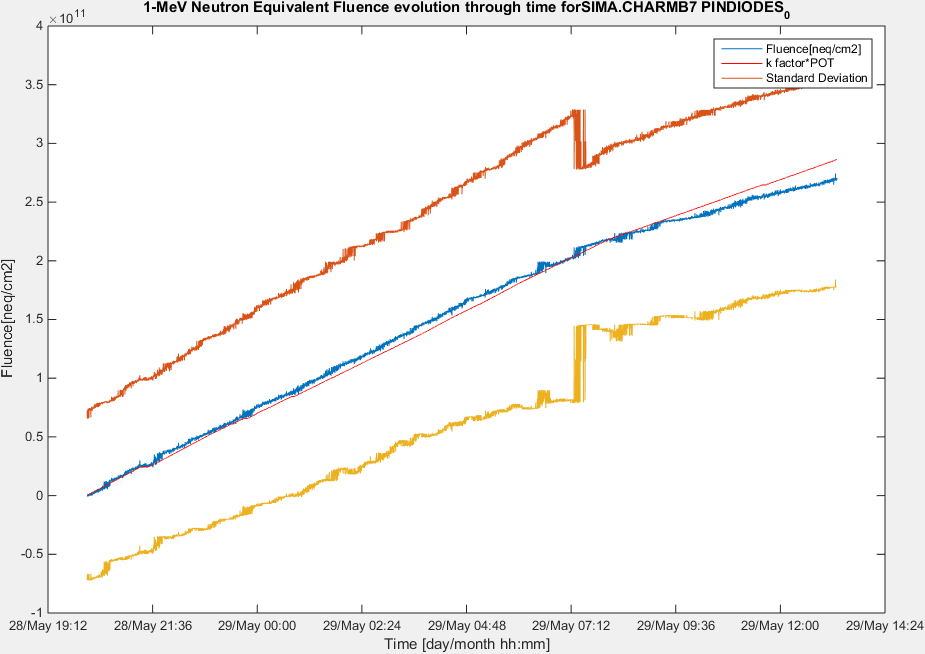 1-MeV Neutron Equivalent Fluence evolution through time forSIMA.CHARMB7 PINDIODES0
× 10^11
4
3.5
3
2.5
2
1.5
1
0.5
0
-0.5
-1
Fluence[neq/cm2]
Fluence[neq/cm2]
k factor*POT
Standard Deviation
28/May 19:12 28/May 21:36 29/May 00:00 29/May 02:24 29/May 04:48 29/May 07:12 29/May 09:36 29/May 12:00 29/May 14:24
Time [day/month hh:mm]